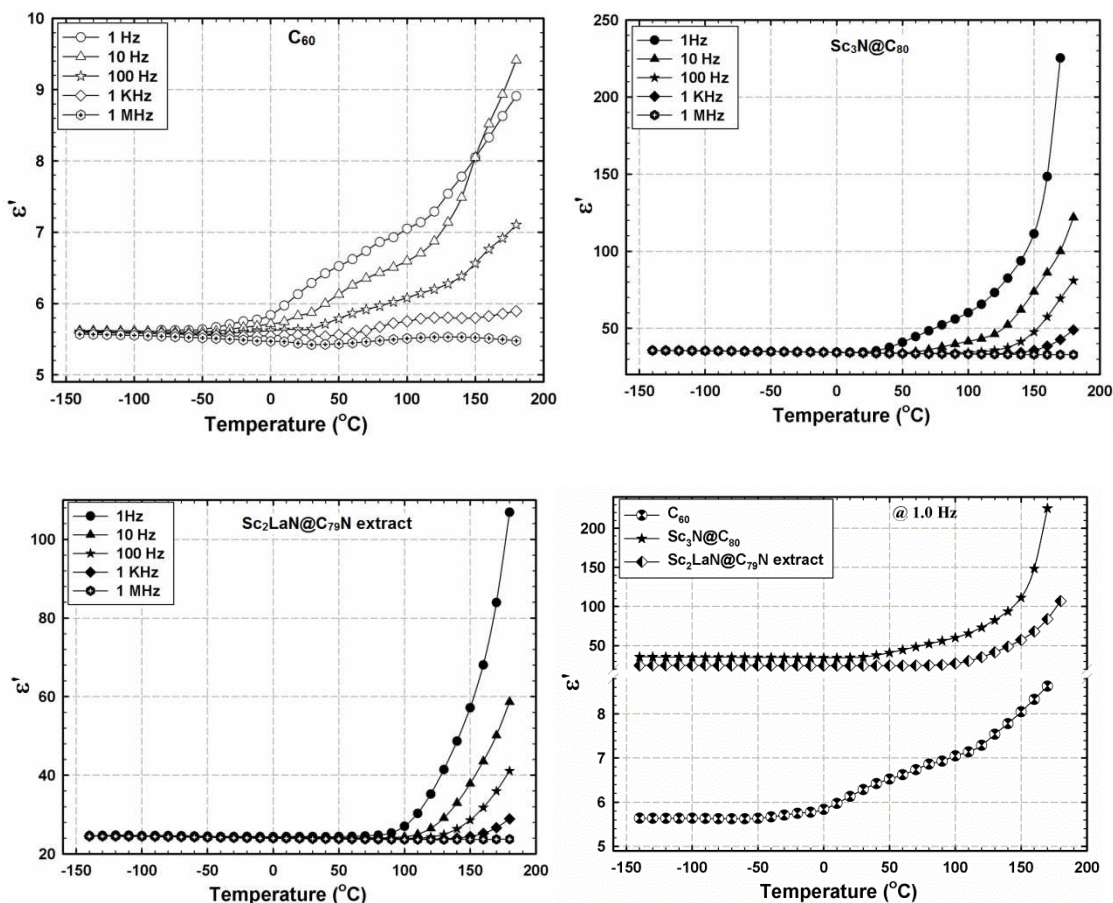 C60
1 Hz
10 Hz
100 Hz
1 KHz
1 MHz
10
9
8
7
6
5
ε'
-150 -100 -50 0 50 100 150 200
Temperature (°C)
Sc3N@C80
1Hz
10 Hz
100 Hz
1 KHz
1 MHz
250
200
150
100
50
ε'
-150 -100 -50 0 50 100 150 200
Temperature (°C)
Sc2LaN@C79N extract
1Hz
10 Hz
100 Hz
1 KHz
1 MHz
100
80
60
40
20
ε'
-150 -100 -50 0 50 100 150 200
Temperature (°C)
@ 1.0 Hz
C60
Sc3N@C80
Sc2LaN@C79N extract
200
150
100
50
8
7
6
5
ε'
-150 -100 -50 0 50 100 150 200
Temperature (°C)